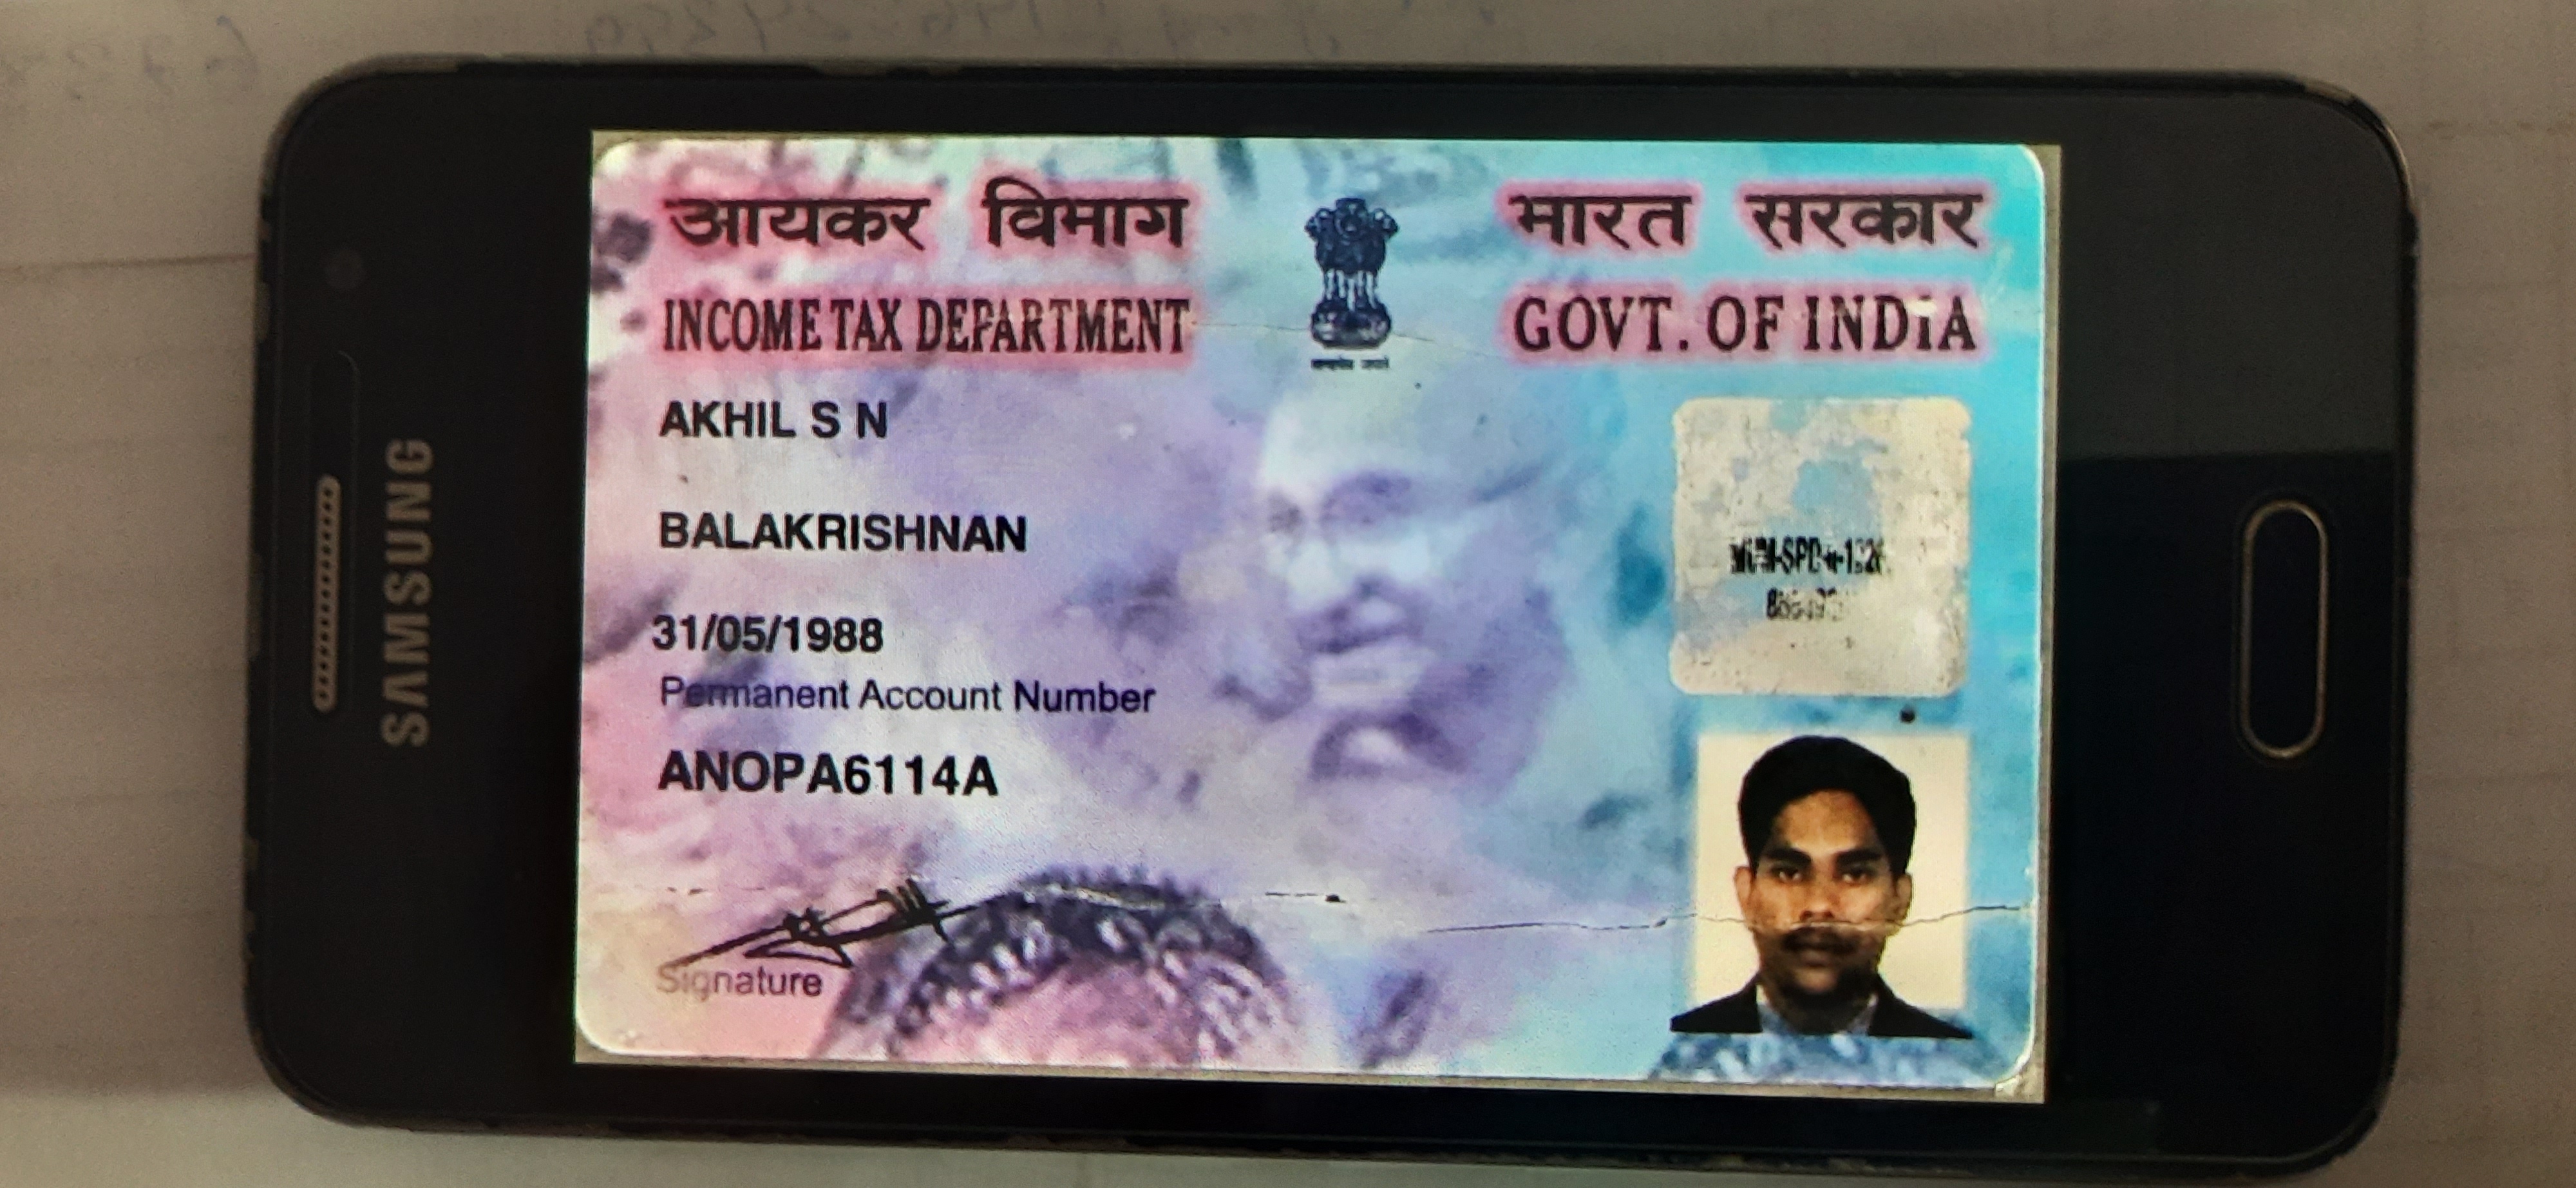 SAMSUNG
आयकर विभाग
INCOME TAX DEPARTMENT
भारत सरकार
GOVT. OF INDIA
AKHIL S N
BALAKRISHNAN
31/05/1988
Permanent Account Number
ANOPA6114A
Signature